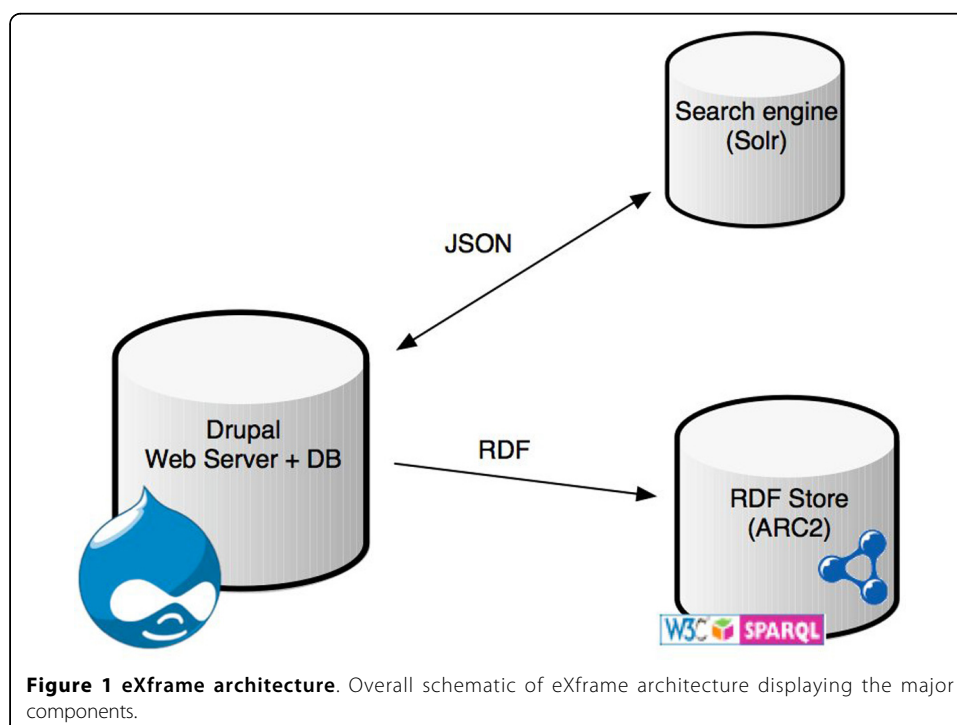 Search engine
(Solr)
JSON
Drupal
Web Server + DB
RDF
RDF Store
(ARC2)
W3C SPARQL
Figure 1 eXframe architecture. Overall schematic of eXframe architecture displaying the major
components.